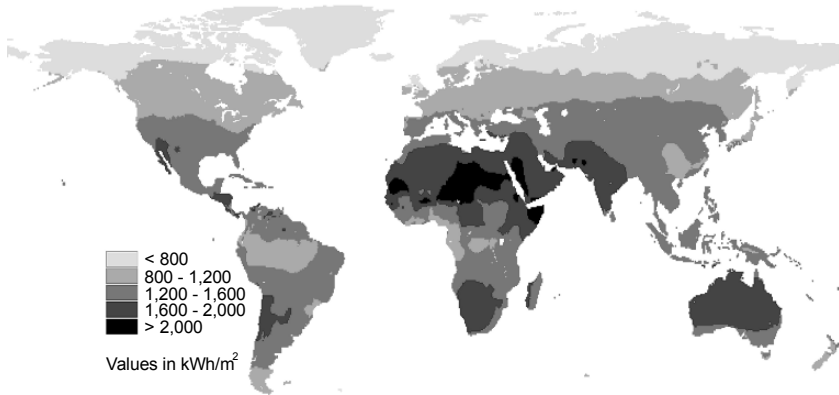 < 800
800 - 1,200
1,200 - 1,600
1,600 - 2,000
> 2,000
Values in kWh/m²